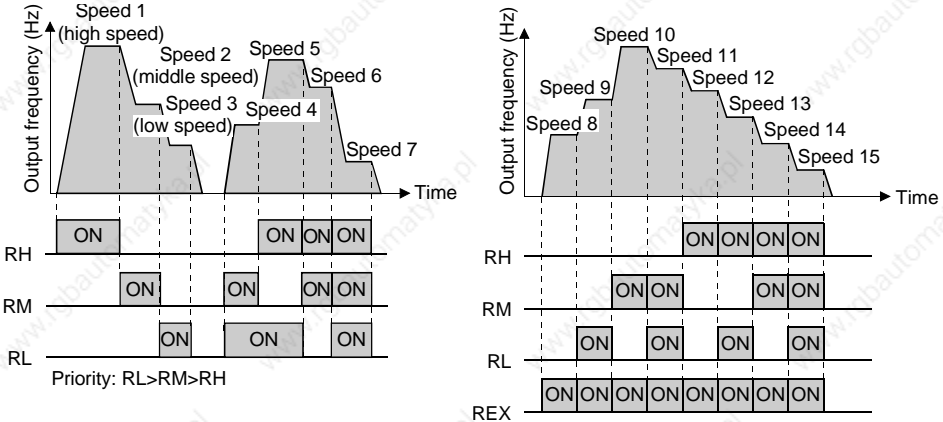 Output frequency (Hz)
Speed 1
(high speed)
Speed 2
(middle speed)
Speed 3
(low speed)
Speed 4
Speed 5
Speed 6
Speed 7
Time
RH
ON
ON
ON
ON
RM
ON
ON
ON
ON
RL
ON
ON
ON
Priority: RL>RM>RH
Output frequency (Hz)
Speed 8
Speed 9
Speed 10
Speed 11
Speed 12
Speed 13
Speed 14
Speed 15
Time
RH
ON
ON
ON
ON
RM
ON
ON
ON
ON
RL
ON
ON
ON
ON
REX
ON
ON
ON
ON
ON
ON
ON
ON
www.rgbautomatyka.pl